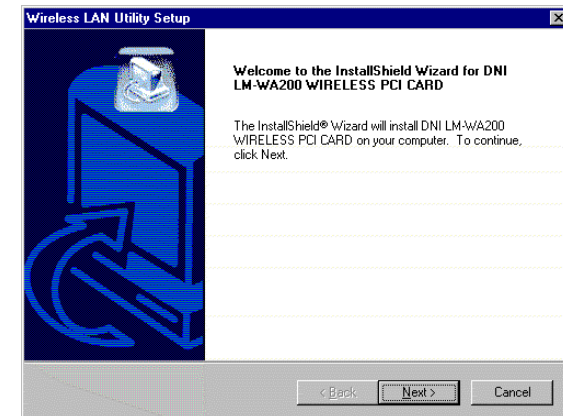 Wireless LAN Utility Setup
Welcome to the InstallShield Wizard for DNI
LM-WA200 WIRELESS PCI CARD
The InstallShield® Wizard will install DNI LM-WA200
WIRELESS PCI CARD on your computer. To continue,
click Next.
< Back
Next >
Cancel